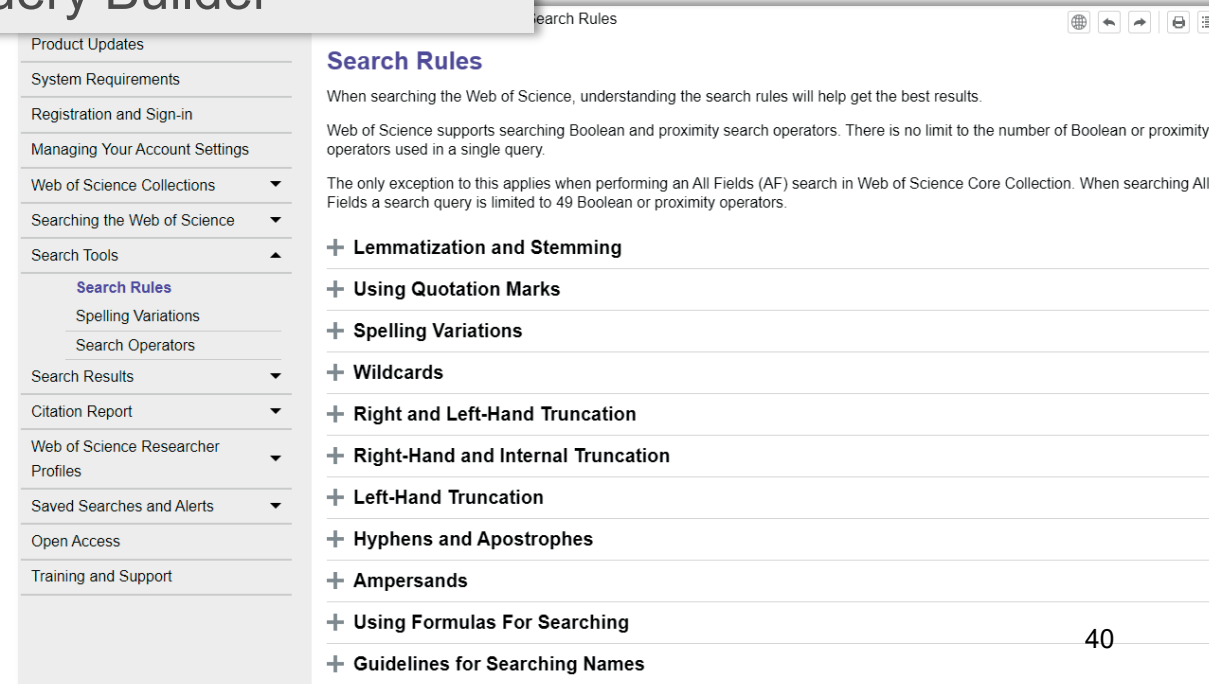 Builder
Search Rules
Product Updates
System Requirements
Registration and Sign-in
Managing Your Account Settings
Web of Science Collections
Searching the Web of Science
Search Tools
Search Rules
Spelling Variations
Search Operators
Search Results
Citation Report
Web of Science Researcher
Profiles
Saved Searches and Alerts
Open Access
Training and Support
Search Rules
When searching the Web of Science, understanding the search rules will help get the best results.
Web of Science supports searching Boolean and proximity search operators. There is no limit to the number of Boolean or proximity
operators used in a single query.
The only exception to this applies when performing an All Fields (AF) search in Web of Science Core Collection. When searching All
Fields a search query is limited to 49 Boolean or proximity operators.
Lemmatization and Stemming
Using Quotation Marks
Spelling Variations
Wildcards
Right and Left-Hand Truncation
Right-Hand and Internal Truncation
Left-Hand Truncation
Hyphens and Apostrophes
Ampersands
Using Formulas For Searching
Guidelines for Searching Names
40